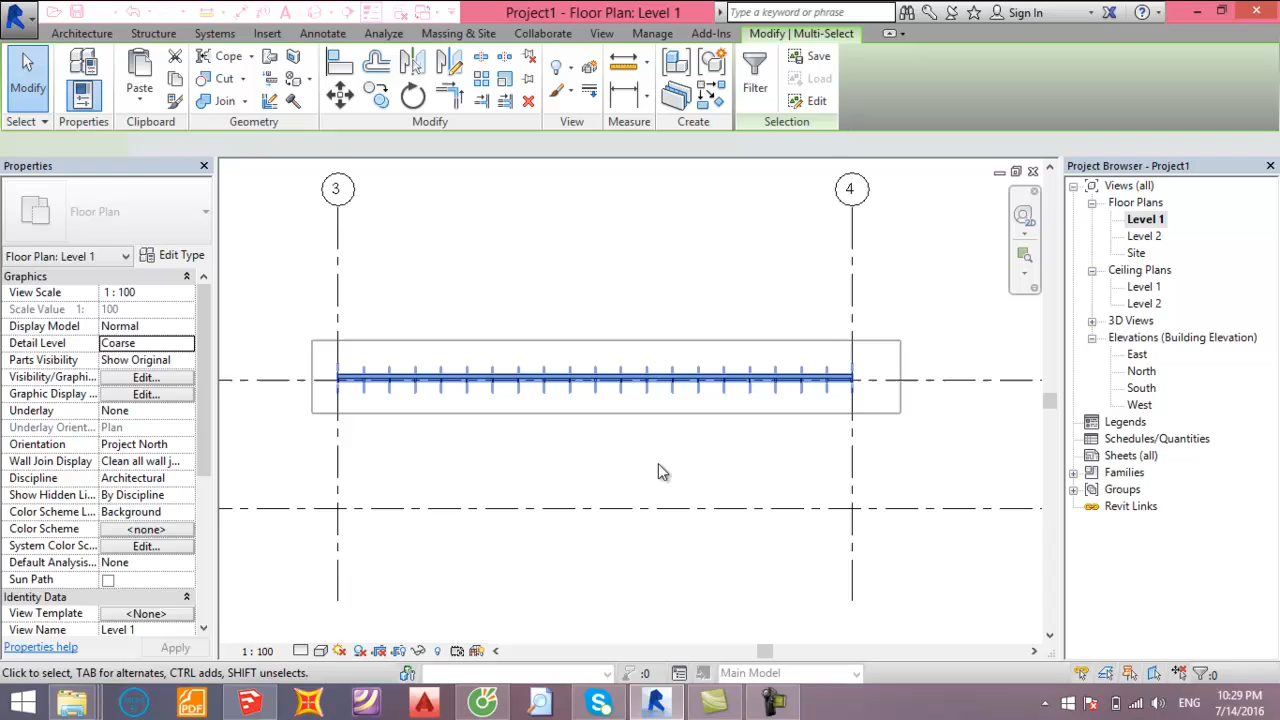 Project1 - Floor Plan: Level 1
Type a keyword or phrase
Sign In
Architecture Structure Systems Insert Annotate Analyze Massing & Site Collaborate View Manage Add-Ins Modify | Multi-Select
Modify
Select
Properties
Paste
Clipboard
Cope
Cut
Join
Geometry
Modify
View
Measure
Create
Filter
Save
Load
Edit
Selection
Properties
Floor Plan
Floor Plan: Level 1
Edit Type
Graphics
View Scale 1 : 100
Scale Value 1: 100
Display Model Normal
Detail Level Coarse
Parts Visibility Show Original
Visibility/Graphi... Edit...
Graphic Display ... Edit...
Underlay None
Underlay Orient... Plan
Orientation Project North
Wall Join Display Clean all wall j...
Discipline Architectural
Show Hidden Li... By Discipline
Color Scheme L... Background
Color Scheme <none>
System Color Sc... Edit...
Default Analysis... None
Sun Path
Identity Data
View Template <None>
View Name Level 1
Properties help
Apply
3
4
2D
1 : 100
Project Browser - Project1
Views (all)
Floor Plans
Level 1
Level 2
Site
Ceiling Plans
Level 1
Level 2
3D Views
Elevations (Building Elevation)
East
North
South
West
Legends
Schedules/Quantities
Sheets (all)
Families
Groups
Revit Links
Click to select, TAB for alternates, CTRL adds, SHIFT unselects.
:0
Main Model
:0
PDF
ENG
10:29 PM
7/14/2016